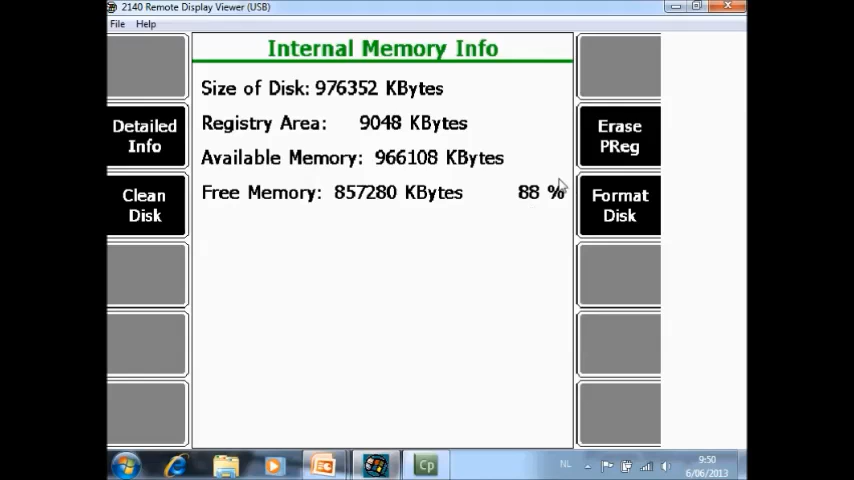 2140 Remote Display Viewer (USB)
File Help
Internal Memory Info
Size of Disk: 976352 KBytes
Registry Area: 9048 KBytes
Available Memory: 966108 KBytes
Free Memory: 857280 KBytes 88 %
Detailed
Info
Clean
Disk
Erase
PReg
Format
Disk
Cp
NL
9:50
6/06/2013